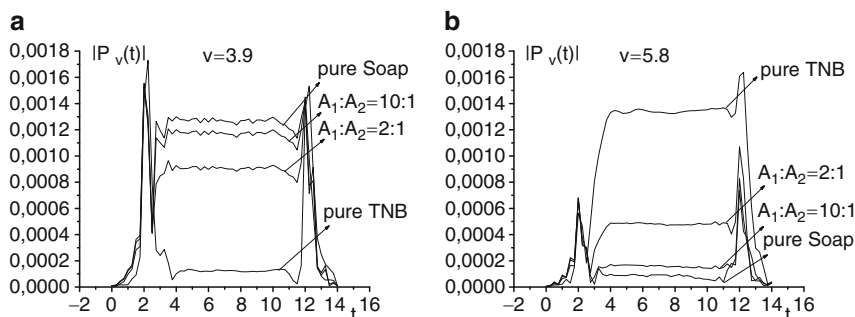 a
|P v(t)|
v=3.9
0,0018
0,0016
0,0014
0,0012
0,0010
0,0008
0,0006
0,0004
0,0002
0,0000
pure Soap
A1:A2=10:1
A1:A2=2:1
pure TNB
−2 0 2 4 6 8 10 12 14 16
t
b
|P v(t)|
v=5.8
0,0018
0,0016
0,0014
0,0012
0,0010
0,0008
0,0006
0,0004
0,0002
0,0000
pure TNB
A1:A2=2:1
A1:A2=10:1
pure Soap
−2 0 2 4 6 8 10 12 14 16
t